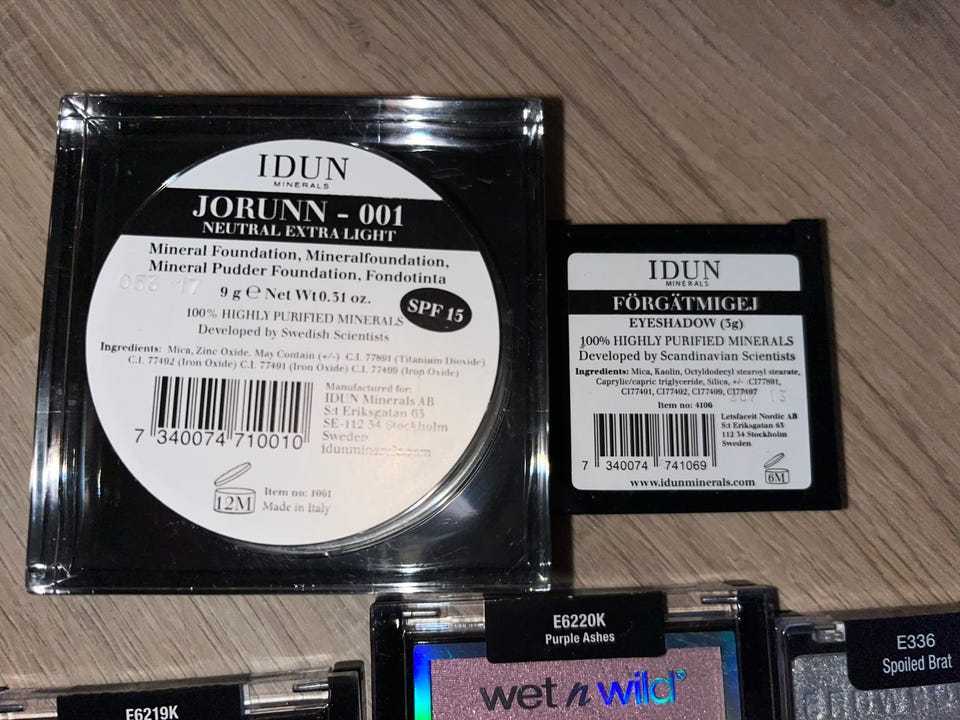 IDUN
MINERALS
JORUNN - 001
NEUTRAL EXTRA-LIGHT
Mineral Foundation, Mineralfoundation,
Mineral Pudder Foundation, Fondotinta
9 g ℮ Net Wt0.31 oz.
SPF 15
100% HIGHLY PURIFIED MINERALS
Developed by Swedish Scientists
Ingredients: Mica, Zinc Oxide. May Contain (+/-) C.I. 77891 (Titanium Dioxide)
C.I. 77492 (Iron Oxide) C.I. 77491 (Iron Oxide) C.I. 77499 (Iron Oxide)
Manufactured for:
IDUN Minerals AB
S:t Eriksgatan 63
SE-112 34 Stockholm
Sweden
idunminerals.com
7 340074 710010
12M
Item no: 1001
Made in Italy
IDUN
MINERALS
FÖRGÄTMIGEJ
EYESHADOW (3g)
100% HIGHLY PURIFIED MINERALS
Developed by Scandinavian Scientists
Ingredients: Mica, Kaolin, Octyldodecyl stearoyl stearate,
Caprylic/capric triglyceride, Silica, +/- :CI77891,
CI77491, CI77492, CI77499, CI77007
Item no: 4106
Letsfaceit Nordic AB
S:t Eriksgatan 63
112 34 Stockholm
Sweden
7 340074 741069
6M
www.idunminerals.com
E6220K
Purple Ashes
wet n wild®
E336
Spoiled Brat
E6219K